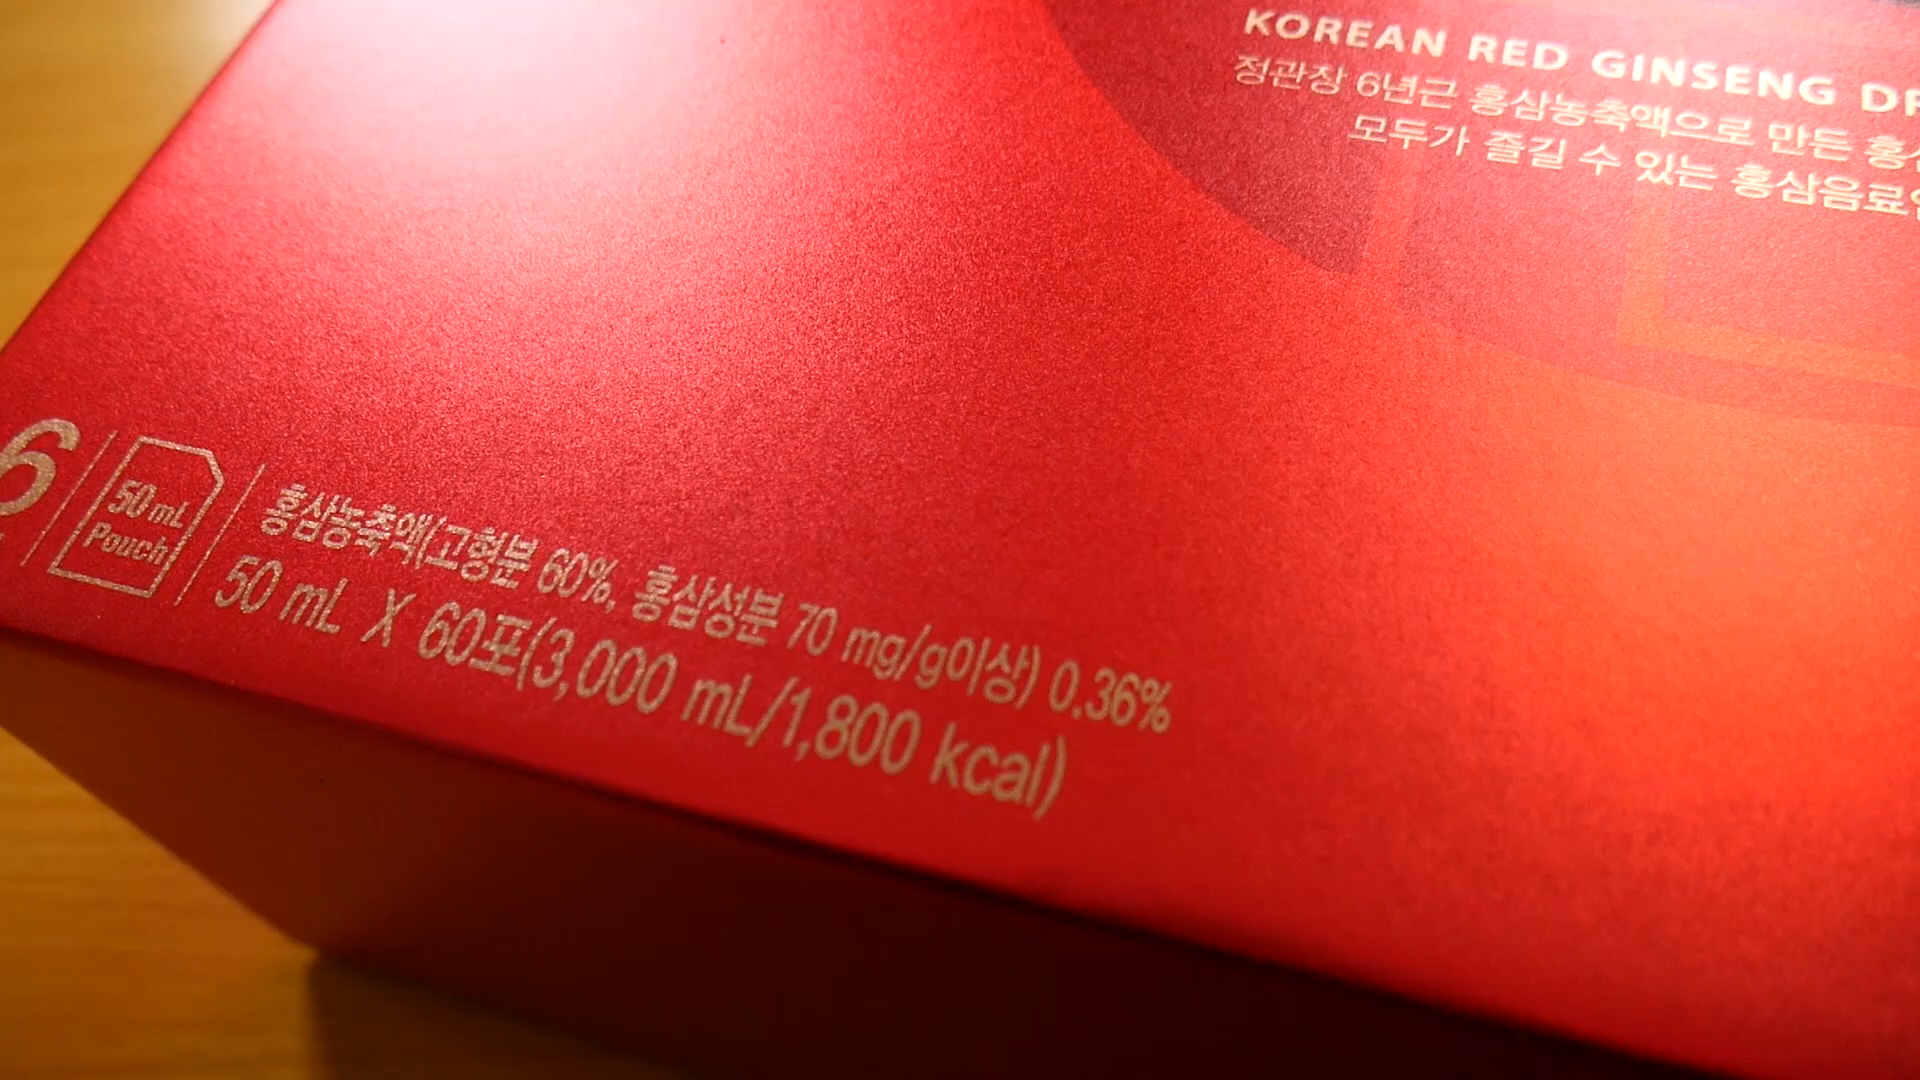 KOREAN RED GINSENG
정관장 6년근 홍삼농축액으로 만든
모두가 즐길 수 있는 홍삼음료
6
50 mL
Pouch
홍삼농축액(고형분 60%, 홍삼성분 70 mg/g이상) 0.36%
50 mL X 60포(3,000 mL/1,800 kcal)